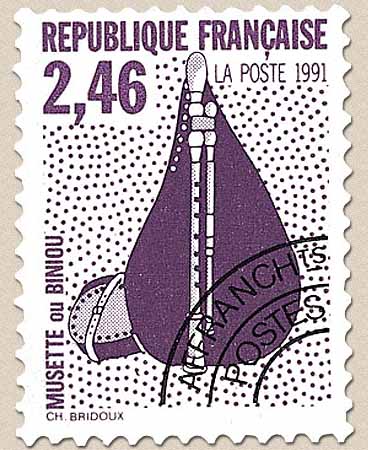 REPUBLIQUE FRANÇAISE
2,46
LA POSTE 1991
MUSETTE OU BINIOU
AFFRANCHts
POSTES
CH. BRIDOUX